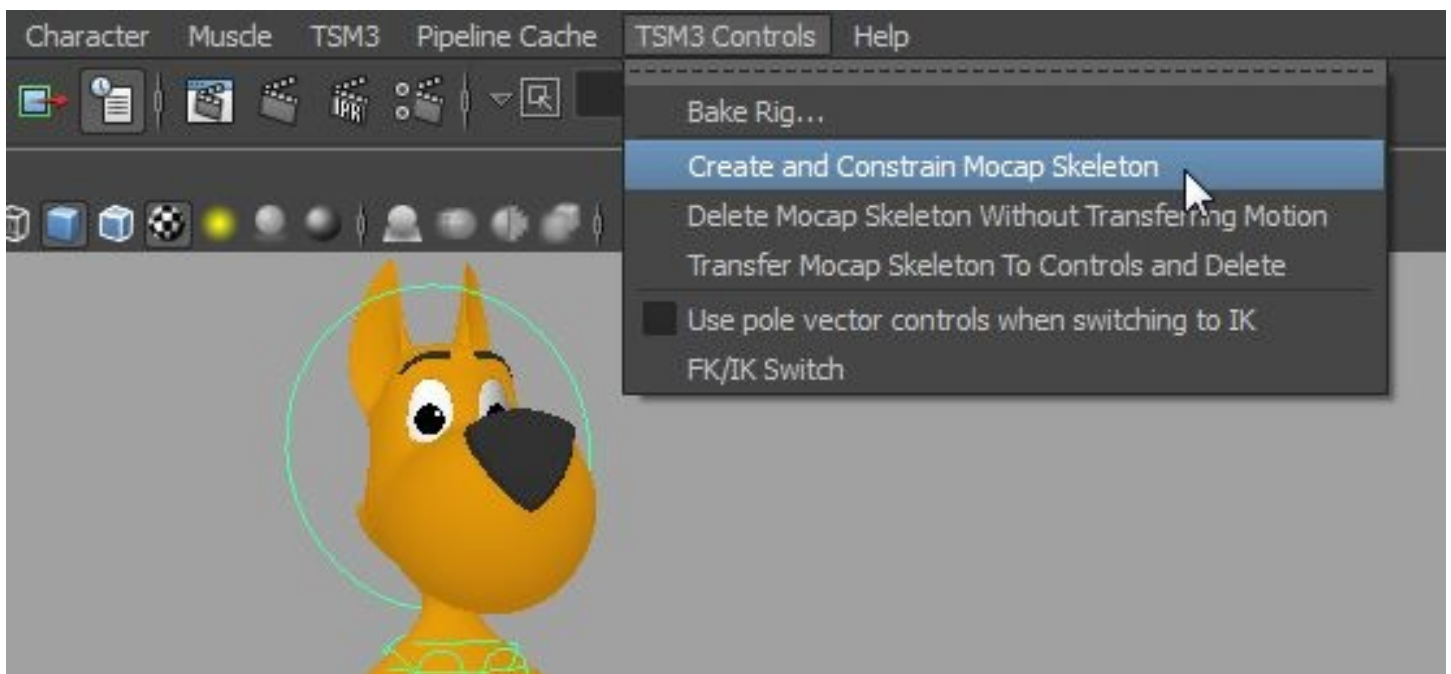 Character Muscle TSM3 Pipeline Cache TSM3 Controls Help
IPR
Bake Rig...
Create and Constrain Mocap Skeleton
Delete Mocap Skeleton Without Transferring Motion
Transfer Mocap Skeleton To Controls and Delete
Use pole vector controls when switching to IK
FK/IK Switch